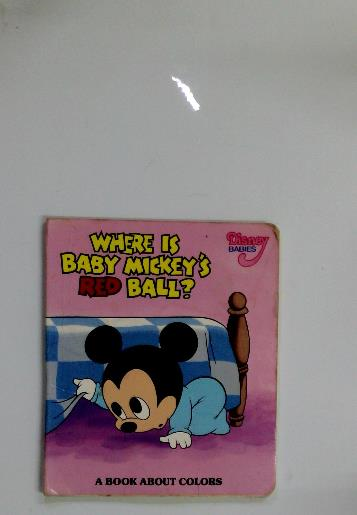 WHERE IS
BABY MICKEY'S
RED BALL?
Disney
BABIES
A BOOK ABOUT COLORS